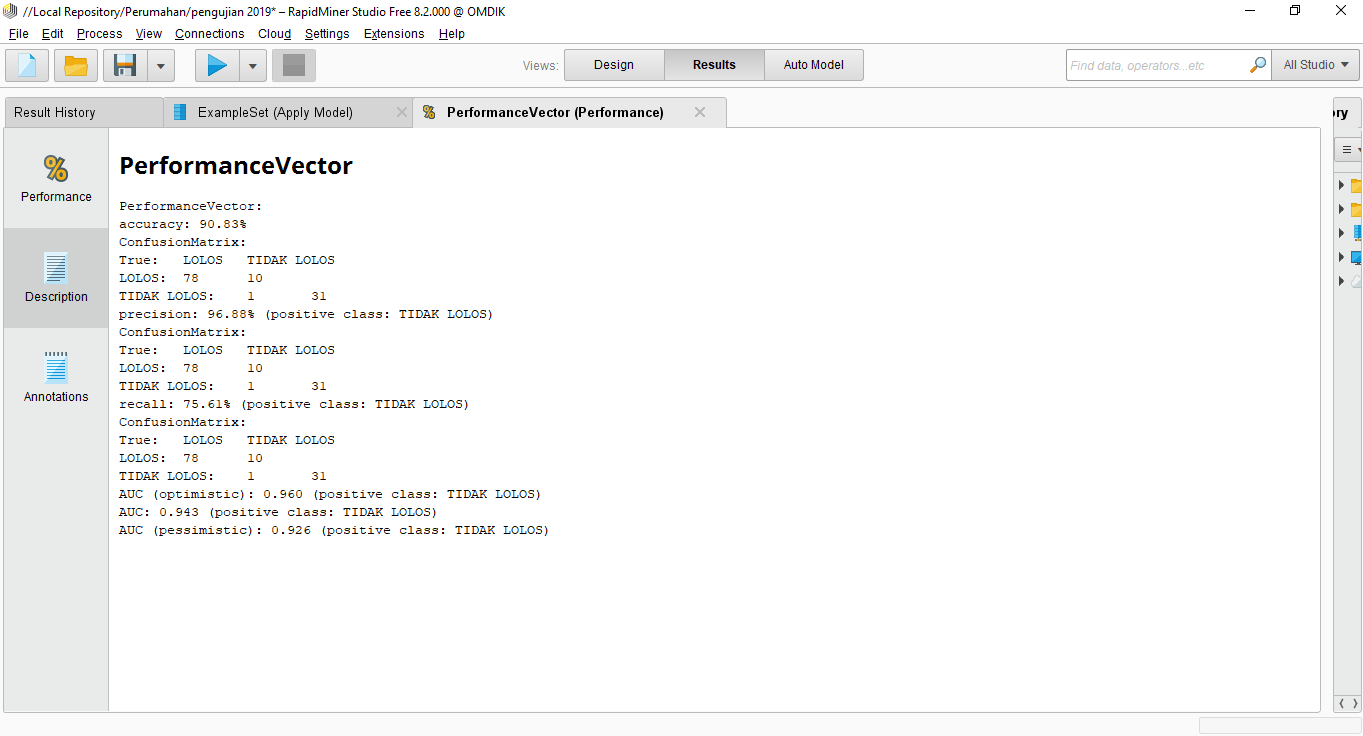 //Local Repository/Perumahan/pengujian 2019* – RapidMiner Studio Free 8.2.000 @ OMDIK
File Edit Process View Connections Cloud Settings Extensions Help
Views: Design Results Auto Model
Find data, operators...etc All Studio
Result History ExampleSet (Apply Model) PerformanceVector (Performance)
ry
Performance
Description
Annotations
PerformanceVector
PerformanceVector:
accuracy: 90.83%
ConfusionMatrix:
True: LOLOS TIDAK LOLOS
LOLOS: 78 10
TIDAK LOLOS: 1 31
precision: 96.88% (positive class: TIDAK LOLOS)
ConfusionMatrix:
True: LOLOS TIDAK LOLOS
LOLOS: 78 10
TIDAK LOLOS: 1 31
recall: 75.61% (positive class: TIDAK LOLOS)
ConfusionMatrix:
True: LOLOS TIDAK LOLOS
LOLOS: 78 10
TIDAK LOLOS: 1 31
AUC (optimistic): 0.960 (positive class: TIDAK LOLOS)
AUC: 0.943 (positive class: TIDAK LOLOS)
AUC (pessimistic): 0.926 (positive class: TIDAK LOLOS)